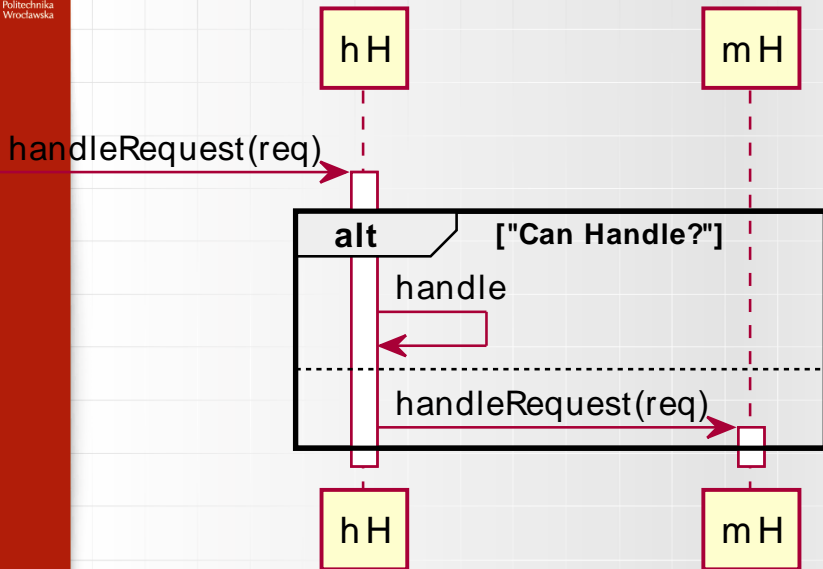 Politechnika
Wrocławska
hH
mH
handleRequest(req)
alt
["Can Handle?"]
handle
handleRequest(req)
hH
mH